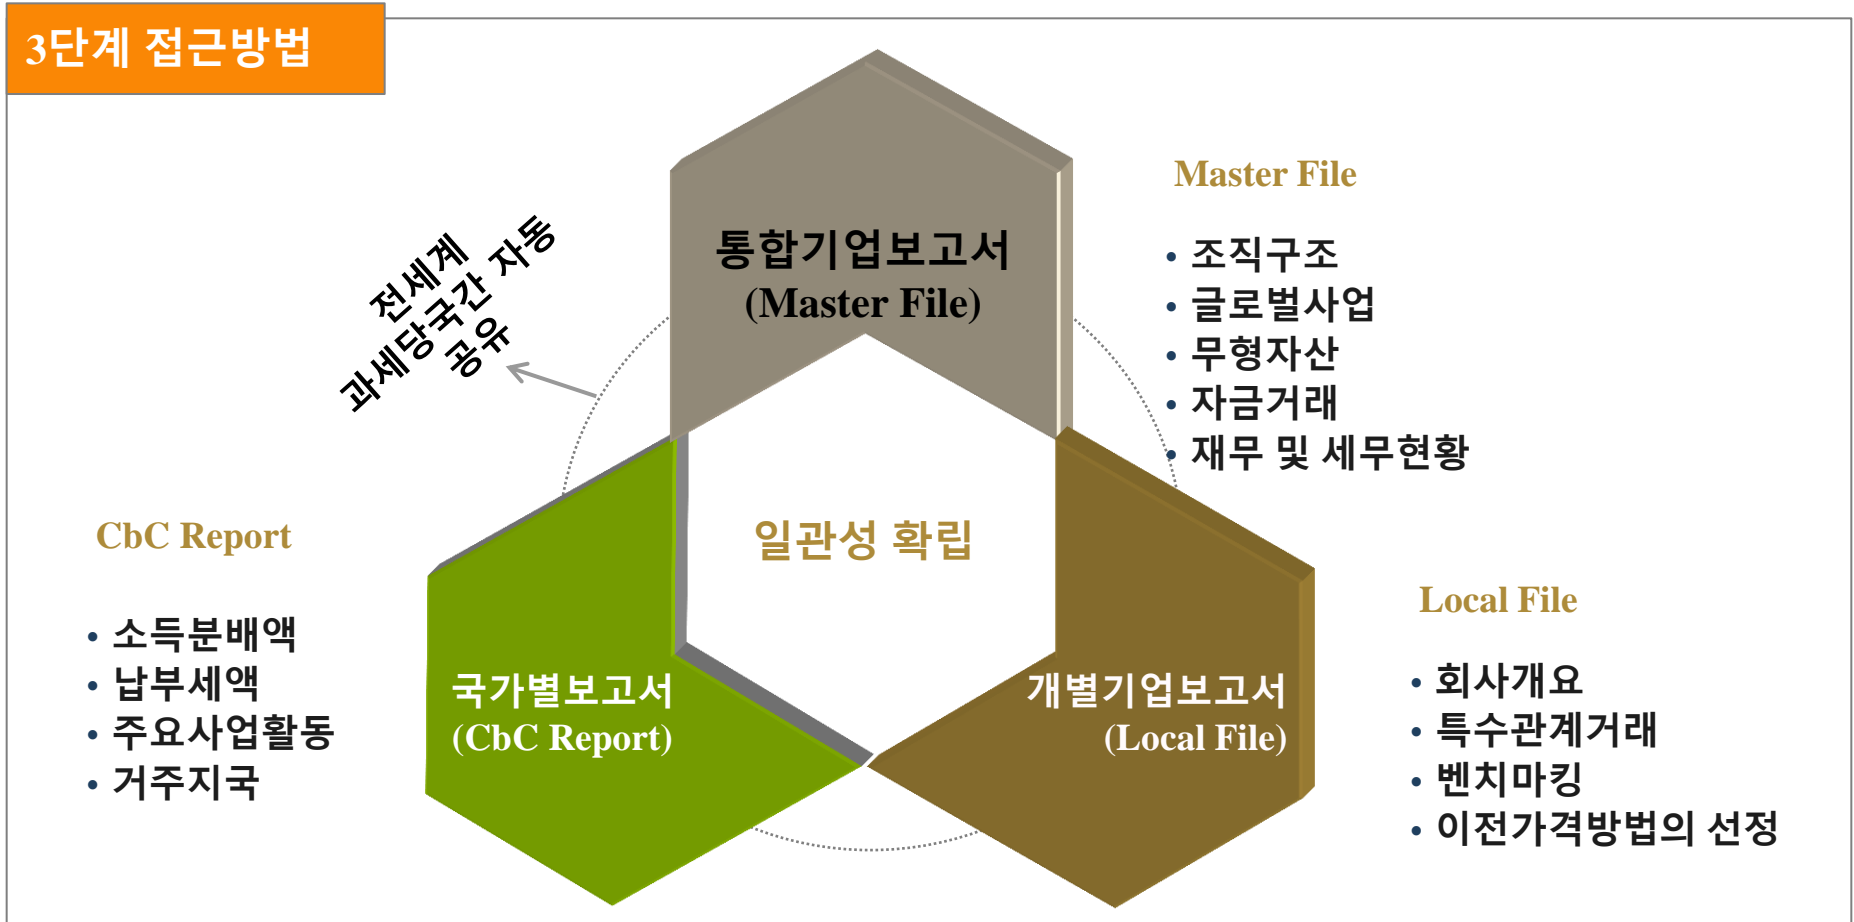 3단계 접근방법
전세계
과세당국간 자동
공유
통합기업보고서
(Master File)
Master File
• 조직구조
• 글로벌사업
• 무형자산
• 자금거래
• 재무 및 세무현황
일관성 확립
CbC Report
• 소득분배액
• 납부세액
• 주요사업활동
• 거주지국
국가별보고서
(CbC Report)
개별기업보고서
(Local File)
Local File
• 회사개요
• 특수관계거래
• 벤치마킹
• 이전가격방법의 선정